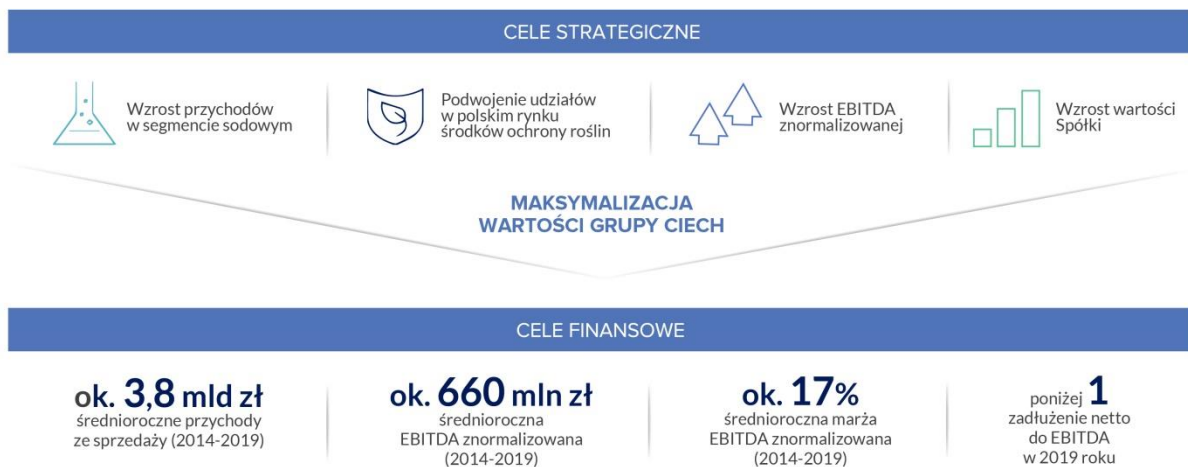 CELE STRATEGICZNE
Wzrost przychodów
w segmencie sodowym
Podwojenie udziałów
w polskim rynku
środków ochrony roślin
Wzrost EBITDA
znormalizowanej
Wzrost wartości
Spółki
MAKSYMALIZACJA
WARTOŚCI GRUPY CIECH
CELE FINANSOWE
ok. 3,8 mld zł
średnioroczne przychody
ze sprzedaży (2014-2019)
ok. 660 mln zł
średnioroczna
EBITDA znormalizowana
(2014-2019)
ok. 17%
średnioroczna marża
EBITDA znormalizowana
(2014-2019)
poniżej 1
zadłużenie netto
do EBITDA
w 2019 roku